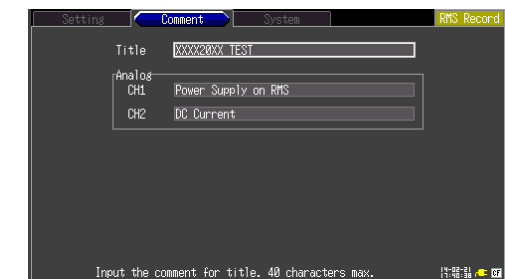 Setting Comment System RMS Record
Title XXXX20XX TEST
Analog
CH1 Power Supply on RMS
CH2 DC Current
Input the comment for title. 40 characters max.
CF